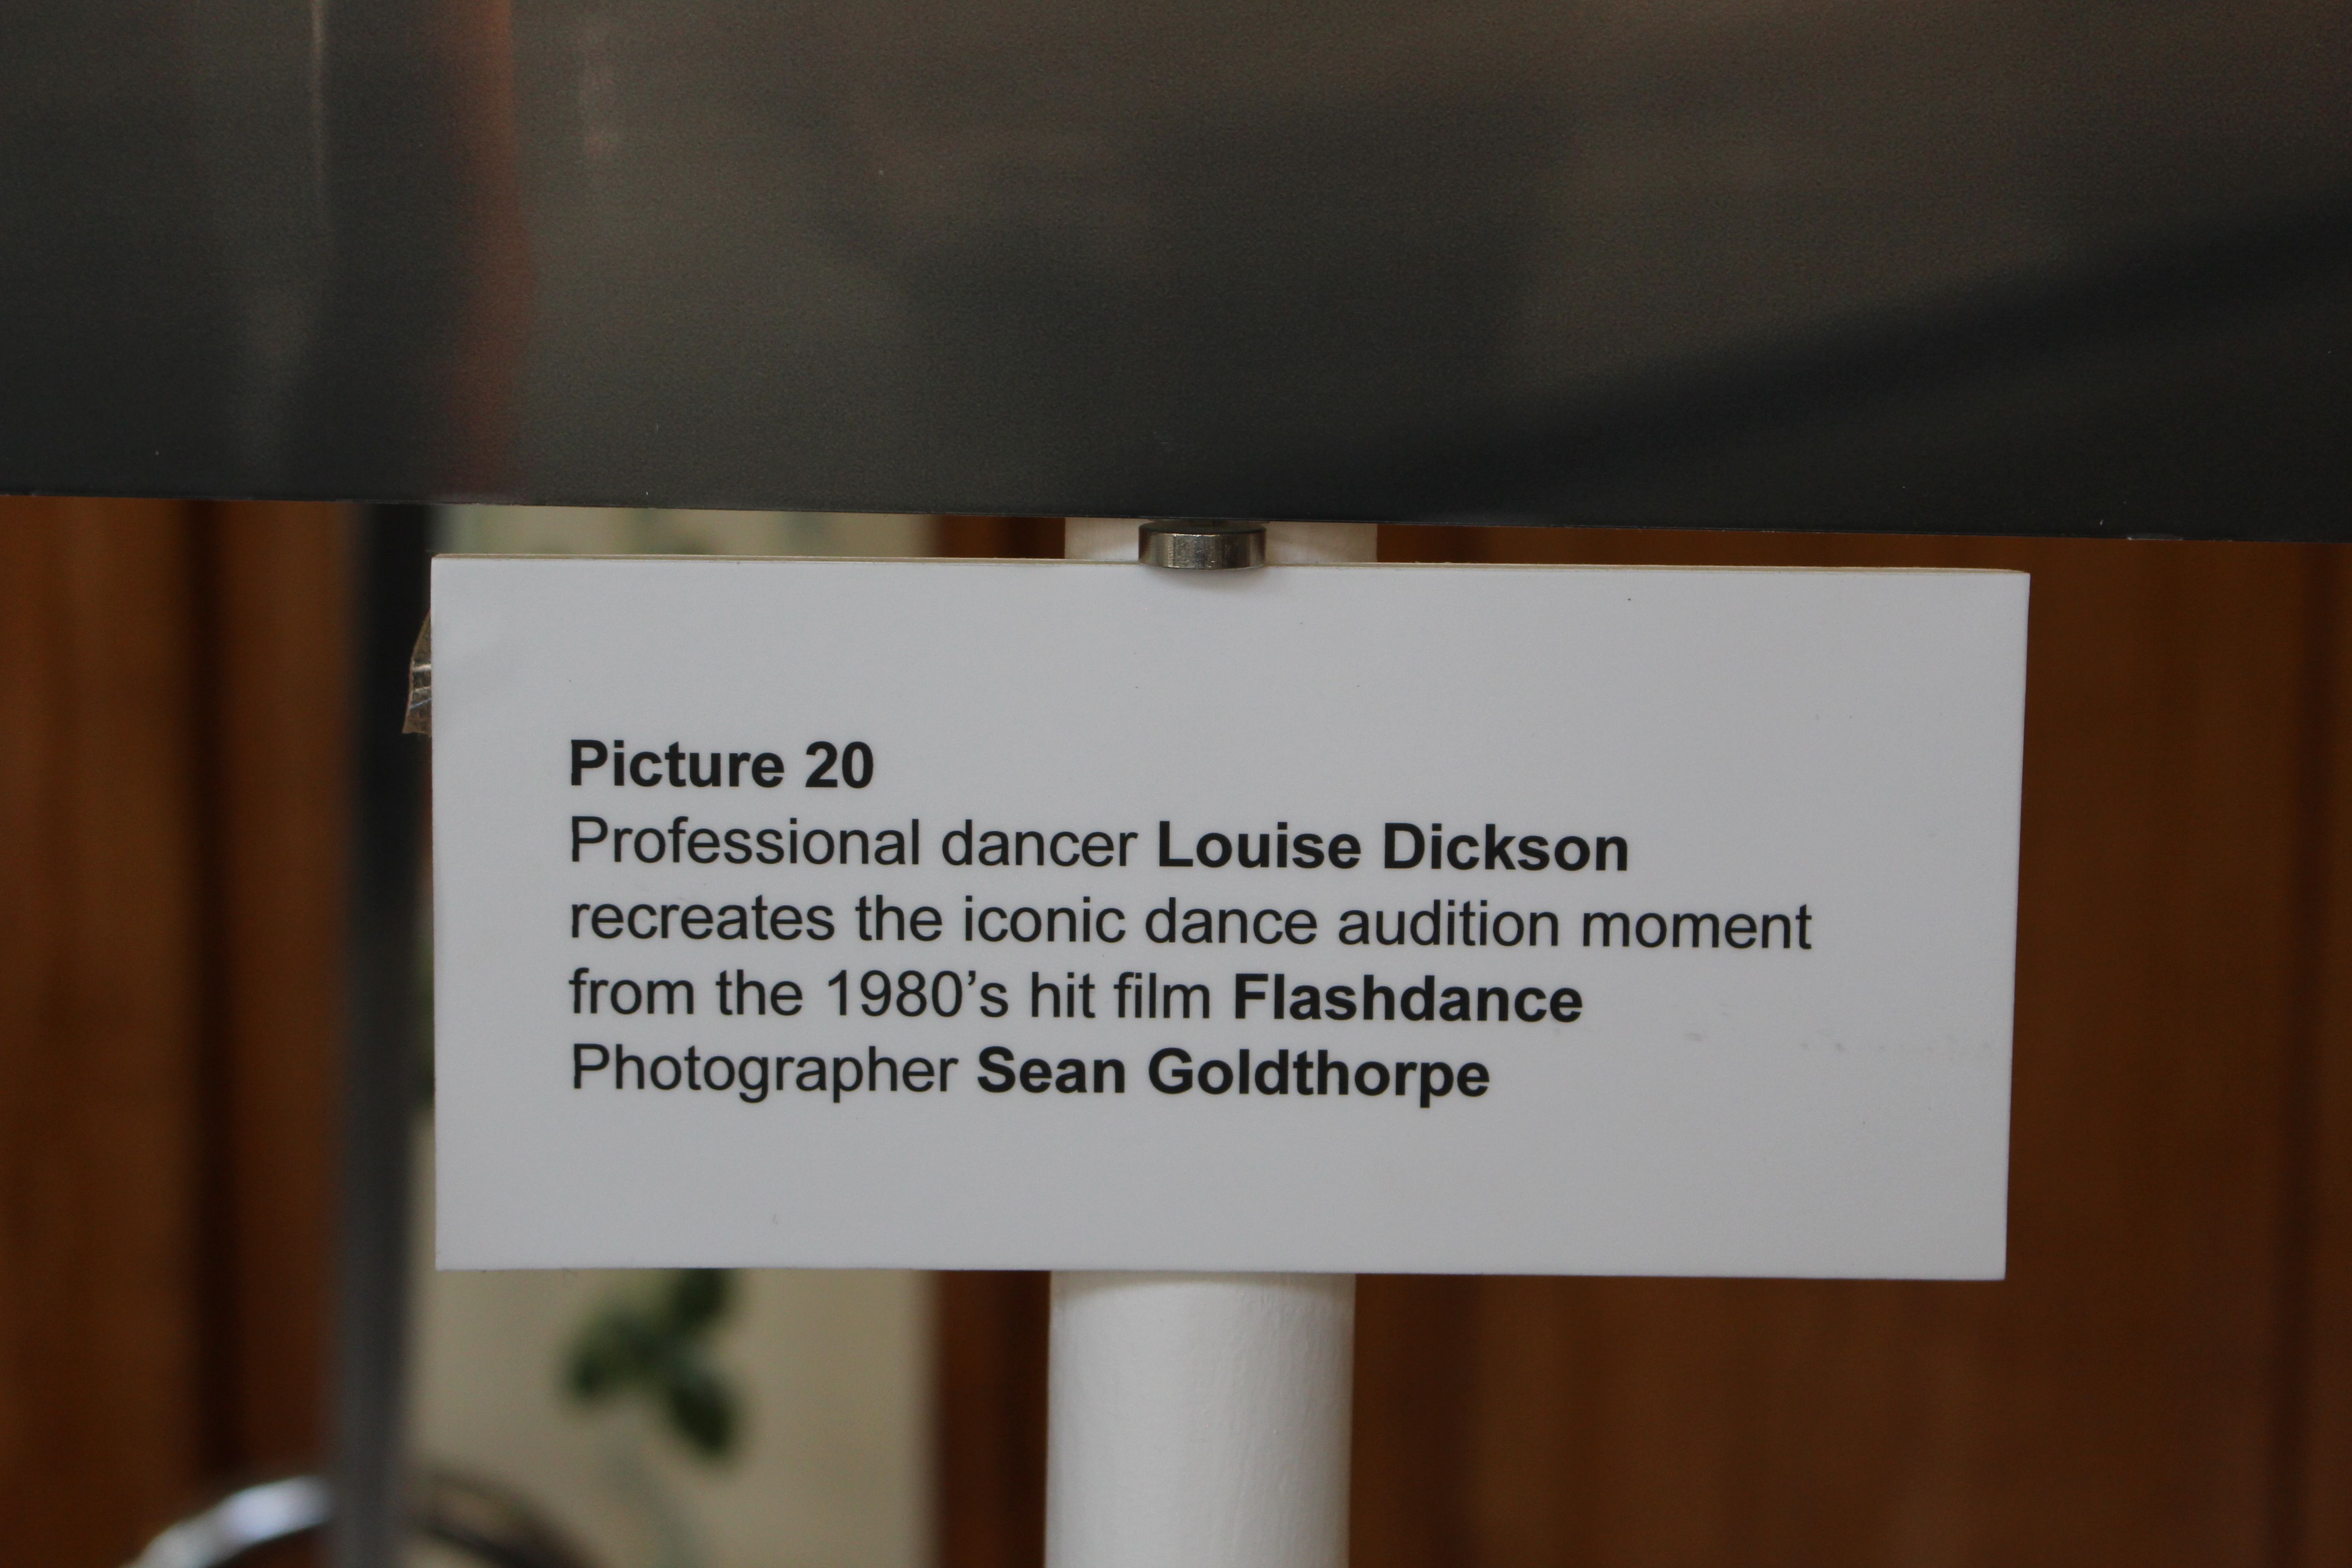 Picture 20
Professional dancer Louise Dickson
recreates the iconic dance audition moment
from the 1980’s hit film Flashdance
Photographer Sean Goldthorpe